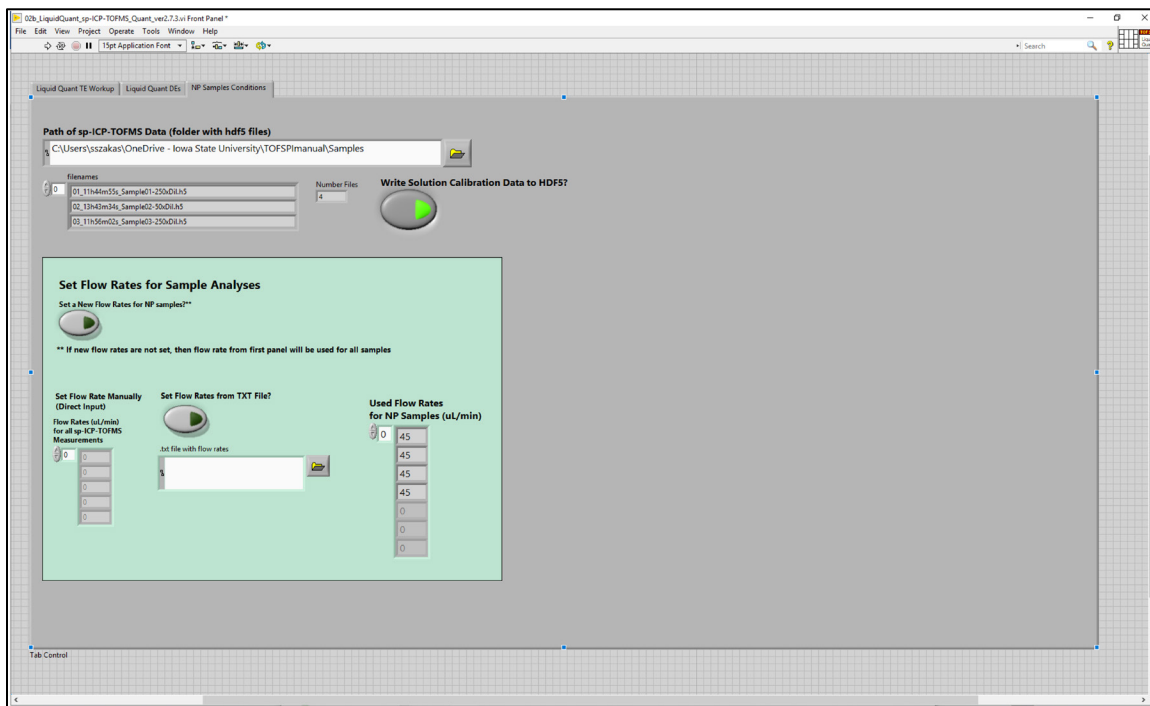 02b_LiquidQuant_sp-ICP-TOFMS_Quant_ver2.7.3.vi Front Panel *
File Edit View Project Operate Tools Window Help
15pt Application Font
Search
Liquid Quant TE Workup Liquid Quant DEs NP Samples Conditions
Path of sp-ICP-TOFMS Data (folder with hdf5 files)
C:\Users\sszakas\OneDrive - Iowa State University\TOFSPImanual\Samples
filenames
0
01_11h44m55s_Sample01-250xDil.h5
02_13h43m34s_Sample02-50xDil.h5
03_11h56m02s_Sample03-250xDil.h5
Number Files
4
Write Solution Calibration Data to HDF5?
Set Flow Rates for Sample Analyses
Set a New Flow Rates for NP samples?**
** If new flow rates are not set, then flow rate from first panel will be used for all samples
Set Flow Rate Manually
(Direct Input)
Flow Rates (uL/min)
for all sp-ICP-TOFMS
Measurements
0
0
0
0
0
0
Set Flow Rates from TXT File?
.txt file with flow rates
Used Flow Rates
for NP Samples (uL/min)
0
45
45
45
45
0
0
0
Tab Control